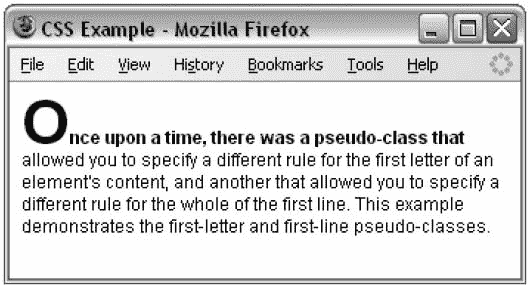 CSS Example - Mozilla Firefox
File Edit View History Bookmarks Tools Help
Once upon a time, there was a pseudo-class that
allowed you to specify a different rule for the first letter of an
element's content, and another that allowed you to specify a
different rule for the whole of the first line. This example
demonstrates the first-letter and first-line pseudo-classes.